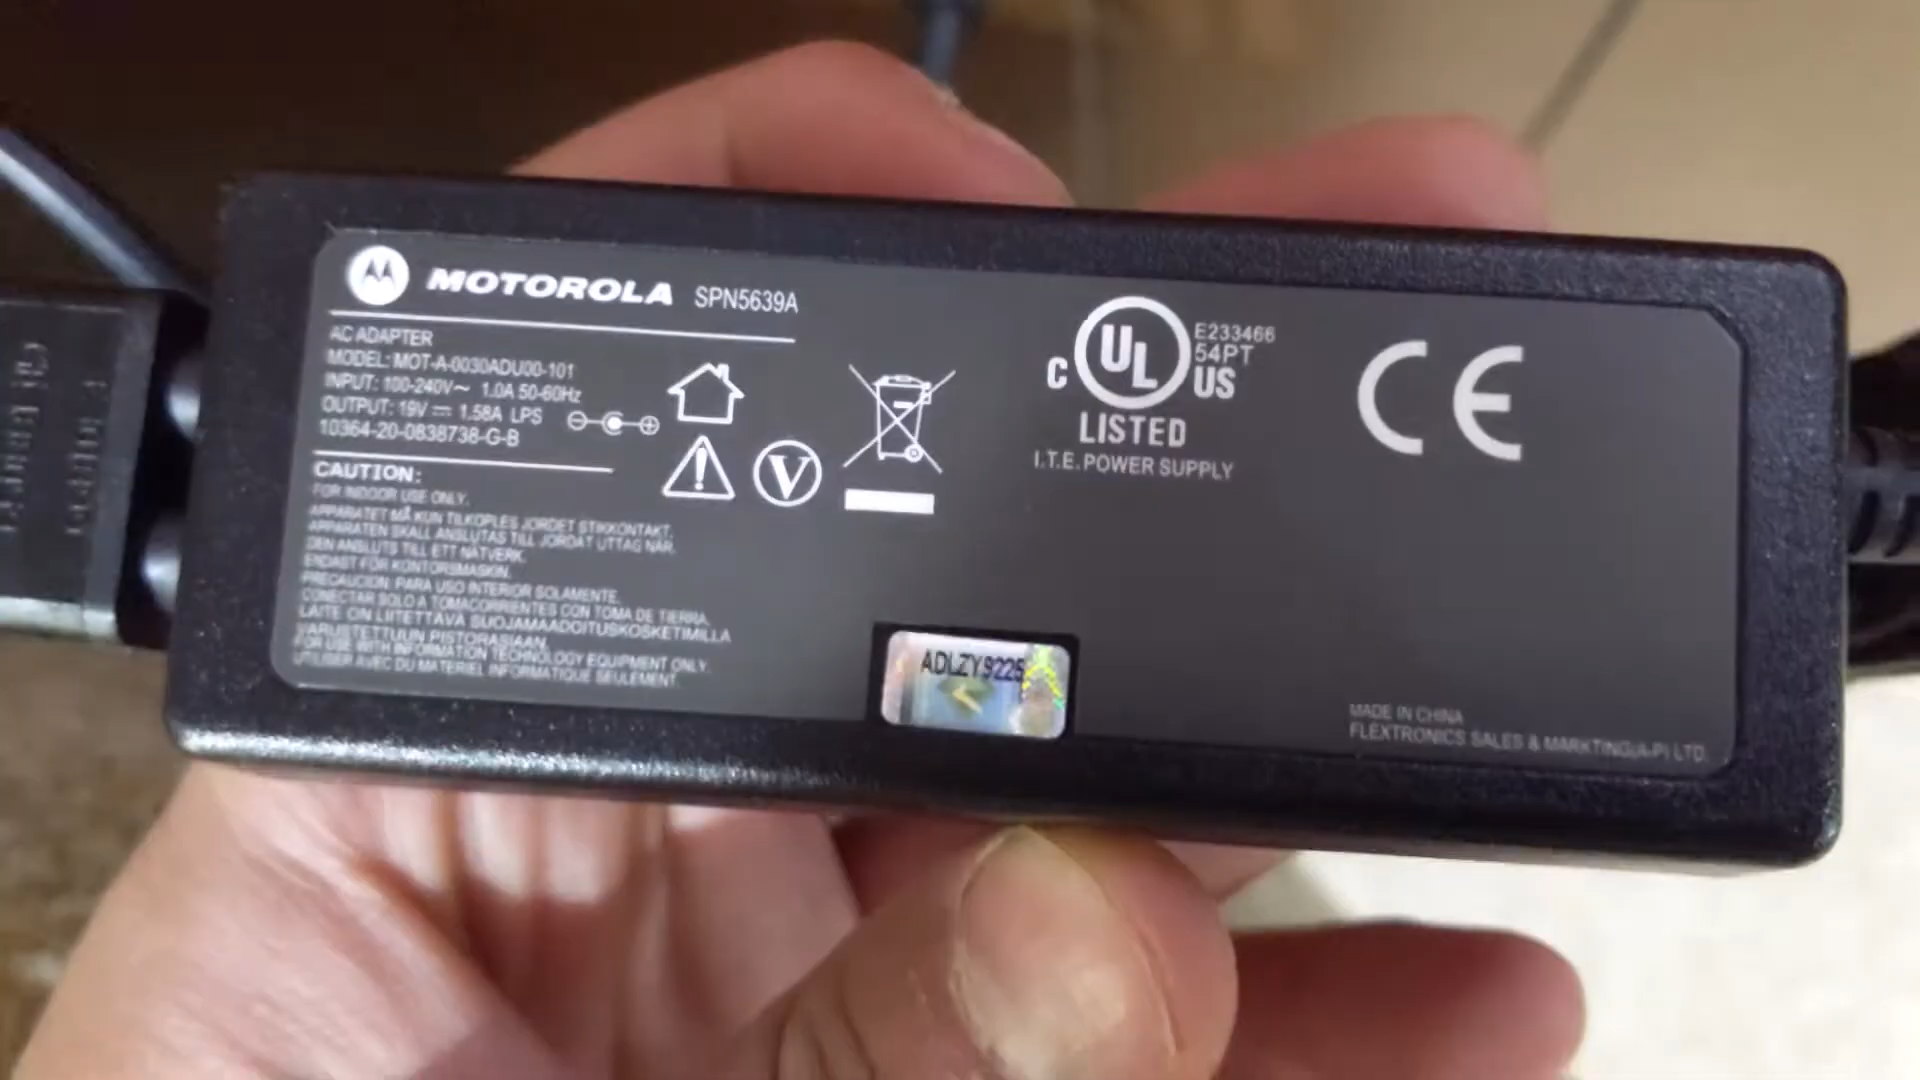 MOTOROLA SPN5639A
AC ADAPTER
MODEL: MOT-A-0030ADU00-101
INPUT: 100-240V~ 1.0A 50-60Hz
OUTPUT: 19V⎓1.58A LPS
10364-20-0838738-G-B
CAUTION:
FOR INDOOR USE ONLY.
APPARATET MÅ KUN TILKOPLES JORDET STIKKONTAKT.
APPARATEN SKALL ANSLUTAS TILL JORDAT UTTAG NÄR
DEN ANSLUTS TILL ETT NÄTVERK.
ENDAST FÖR KONTORSMASKIN.
PRECAUCION: PARA USO INTERIOR SOLAMENTE.
CONECTAR SOLO A TOMACORRIENTES CON TOMA DE TIERRA.
LAITE ON LIITETTÄVÄ SUOJAMAADOITUSKOSKETIMILLA
VARUSTETTUUN PISTORASIAAN.
FOR USE WITH INFORMATION TECHNOLOGY EQUIPMENT ONLY.
UTILISER AVEC DU MATERIEL INFORMATIQUE SEULEMENT.
V
C UL US
E233466
54PT
LISTED
I.T.E. POWER SUPPLY
CE
ADLZY9225
MADE IN CHINA
FLEXTRONICS SALES & MARKTING(A-P) LTD.